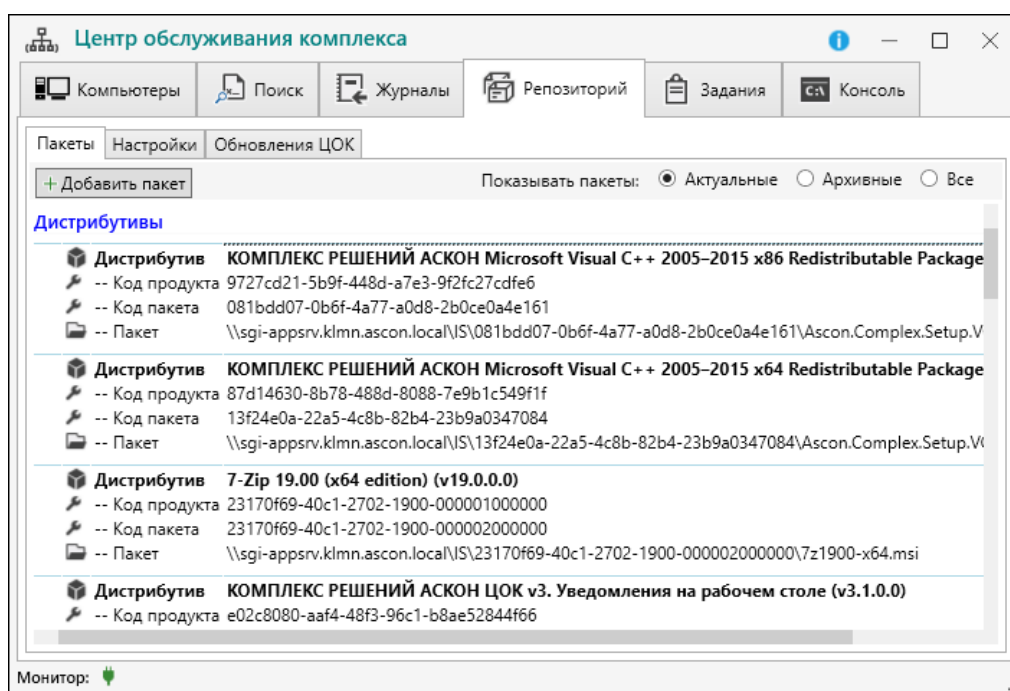 Центр обслуживания комплекса
Компьютеры Поиск Журналы Репозиторий Задания C:\ Консоль
Пакеты Настройки Обновления ЦОК
+ Добавить пакет Показывать пакеты: Актуальные Архивные Все
Дистрибутивы
Дистрибутив КОМПЛЕКС РЕШЕНИЙ АСКОН Microsoft Visual C++ 2005–2015 x86 Redistributable Package
-- Код продукта 9727cd21-5b9f-448d-a7e3-9f2fc27cdfe6
-- Код пакета 081bdd07-0b6f-4a77-a0d8-2b0ce0a4e161
-- Пакет \\sgi-appsrv.klmn.ascon.local\IS\081bdd07-0b6f-4a77-a0d8-2b0ce0a4e161\Ascon.Complex.Setup.V
Дистрибутив КОМПЛЕКС РЕШЕНИЙ АСКОН Microsoft Visual C++ 2005–2015 x64 Redistributable Package
-- Код продукта 87d14630-8b78-488d-8088-7e9b1c549f1f
-- Код пакета 13f24e0a-22a5-4c8b-82b4-23b9a0347084
-- Пакет \\sgi-appsrv.klmn.ascon.local\IS\13f24e0a-22a5-4c8b-82b4-23b9a0347084\Ascon.Complex.Setup.V
Дистрибутив 7-Zip 19.00 (x64 edition) (v19.0.0.0)
-- Код продукта 23170f69-40c1-2702-1900-000001000000
-- Код пакета 23170f69-40c1-2702-1900-000002000000
-- Пакет \\sgi-appsrv.klmn.ascon.local\IS\23170f69-40c1-2702-1900-000002000000\7z1900-x64.msi
Дистрибутив КОМПЛЕКС РЕШЕНИЙ АСКОН ЦОК v3. Уведомления на рабочем столе (v3.1.0.0)
-- Код продукта e02c8080-aaf4-48f3-96c1-b8ae52844f66
Монитор: